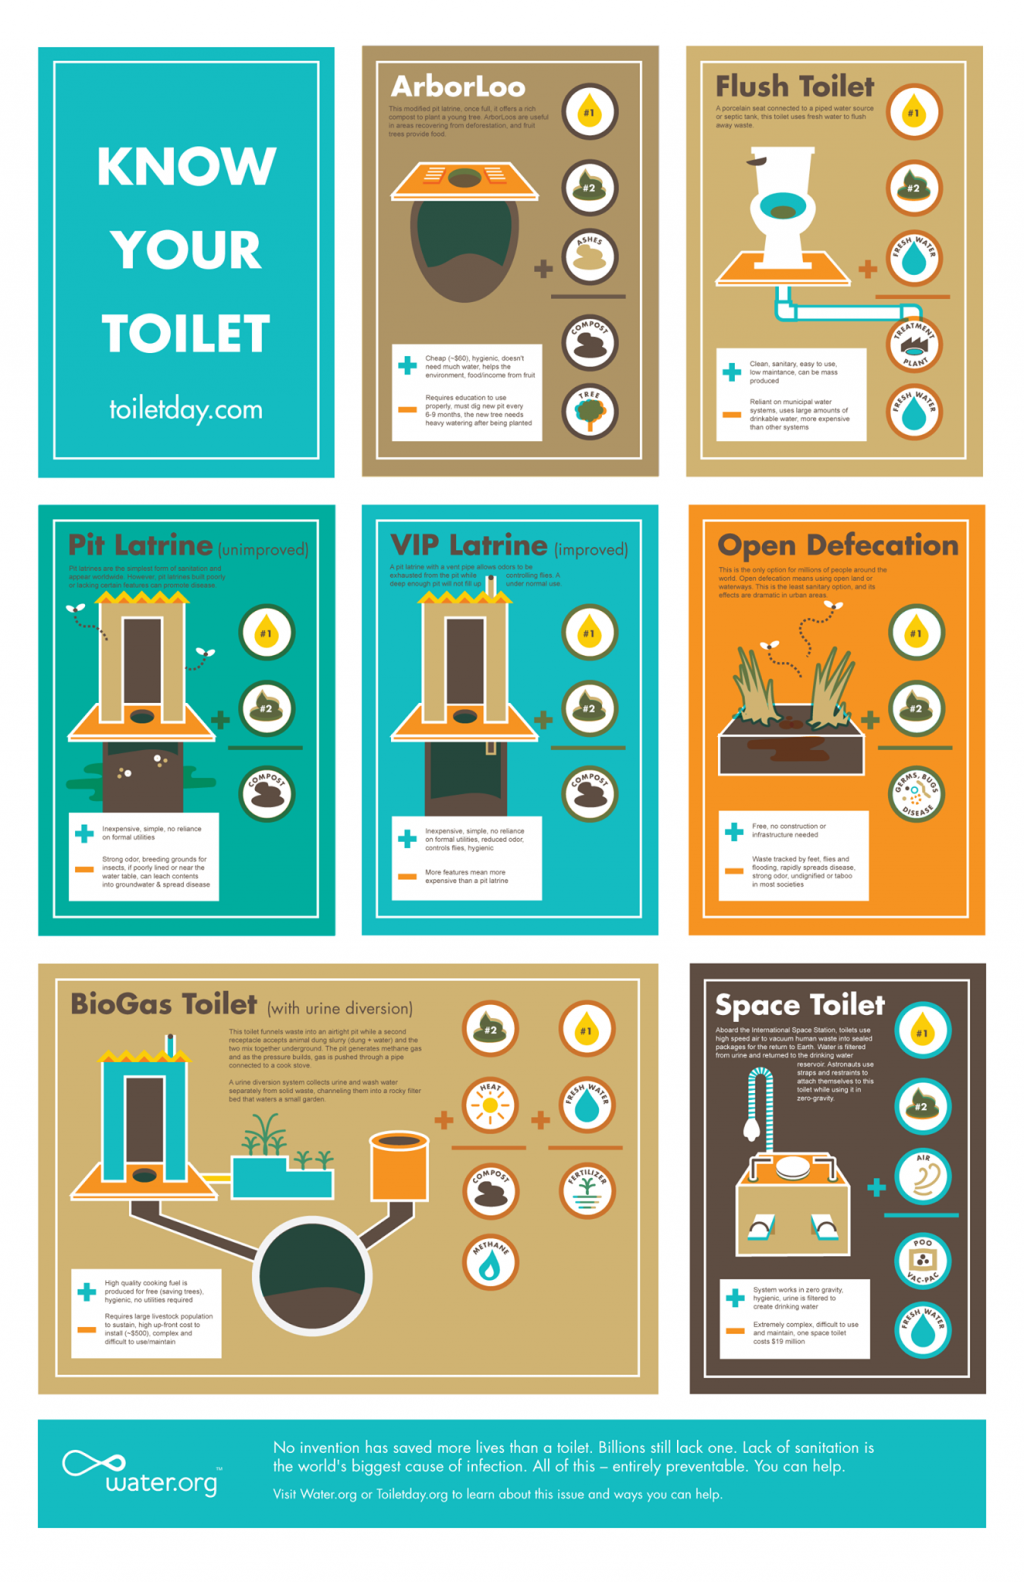 KNOW
YOUR
TOILET
toiletday.com
ArborLoo
This modified pit latrine, once full, it offers a rich
compost to plant a young tree. ArborLoos are useful
in areas recovering from deforestation, and fruit
trees provide food.
#1
#2
ASHES
COMPOST
TREE
Cheap (~$60), hygienic, doesn't
need much water, helps the
environment, food/income from fruit
Requires education to use
properly, must dig new pit every
6-9 months, the new tree needs
heavy watering after being planted
Flush Toilet
A porcelain seat connected to a piped water source
or septic tank, this toilet uses fresh water to flush
away waste.
#1
#2
FRESH WATER
TREATMENT
PLANT
FRESH WATER
Clean, sanitary, easy to use,
low maintance, can be mass
produced
Reliant on municipal water
systems, uses large amounts of
drinkable water, more expensive
than other systems
Pit Latrine (unimproved)
Pit latrines are the simplest form of sanitation and
appear worldwide. However, pit latrines built poorly
or lacking certain features can promote disease
#1
#2
COMPOST
Inexpensive, simple, no reliance
on formal utilities
Strong odor, breeding grounds for
insects, if poorly lined or near the
water table, can leach contents
into groundwater & spread disease
VIP Latrine (improved)
A pit latrine with a vent pipe allows odors to be
exhausted from the pit while controlling flies. A
deep enough pit will not fill up under normal use.
#1
#2
COMPOST
Inexpensive, simple, no reliance
on formal utilities, reduced odor,
controls flies, hygienic
More features mean more
expensive than a pit latrine
Open Defecation
This is the only option for millions of people around the
world. Open defecation means using open land or
waterways. This is the least sanitary option, and its
effects are dramatic in urban areas.
#1
#2
GERMS, BUGS
DISEASE
Free, no construction or
infrastructure needed
Waste tracked by feet, flies and
flooding, rapidly spreads disease,
strong odor, undignified or taboo
in most societies
BioGas Toilet (with urine diversion)
This toilet funnels waste into an airtight pit while a second
receptacle accepts animal dung slurry (dung + water) and the
two mix together underground. The pit generates methane gas
and as the pressure builds, gas is pushed through a pipe
connected to a cook stove.
A urine diversion system collects urine and wash water
separately from solid waste, channeling them into a rocky filter
bed that waters a small garden.
#2
#1
HEAT
FRESH WATER
COMPOST
FERTILIZER
METHANE
High quality cooking fuel is
produced for free (saving trees),
hygienic, no utilities required
Requires large livestock population
to sustain, high up-front cost to
install (~$500), complex and
difficult to use/maintain
Space Toilet
Aboard the International Space Station, toilets use
high speed air to vacuum human waste into sealed
packages for the return to Earth. Water is filtered
from urine and returned to the drinking water
reservoir. Astronauts use
straps and restraints to
attach themselves to this
toilet while using it in
zero-gravity.
#1
#2
AIR
POO
VAC-PAC
FRESH WATER
System works in zero gravity,
hygienic, urine is filtered to
create drinking water
Extremely complex, difficult to use
and maintain, one space toilet
costs $19 million
water.org™
No invention has saved more lives than a toilet. Billions still lack one. Lack of sanitation is
the world's biggest cause of infection. All of this – entirely preventable. You can help.
Visit Water.org or Toiletday.org to learn about this issue and ways you can help.